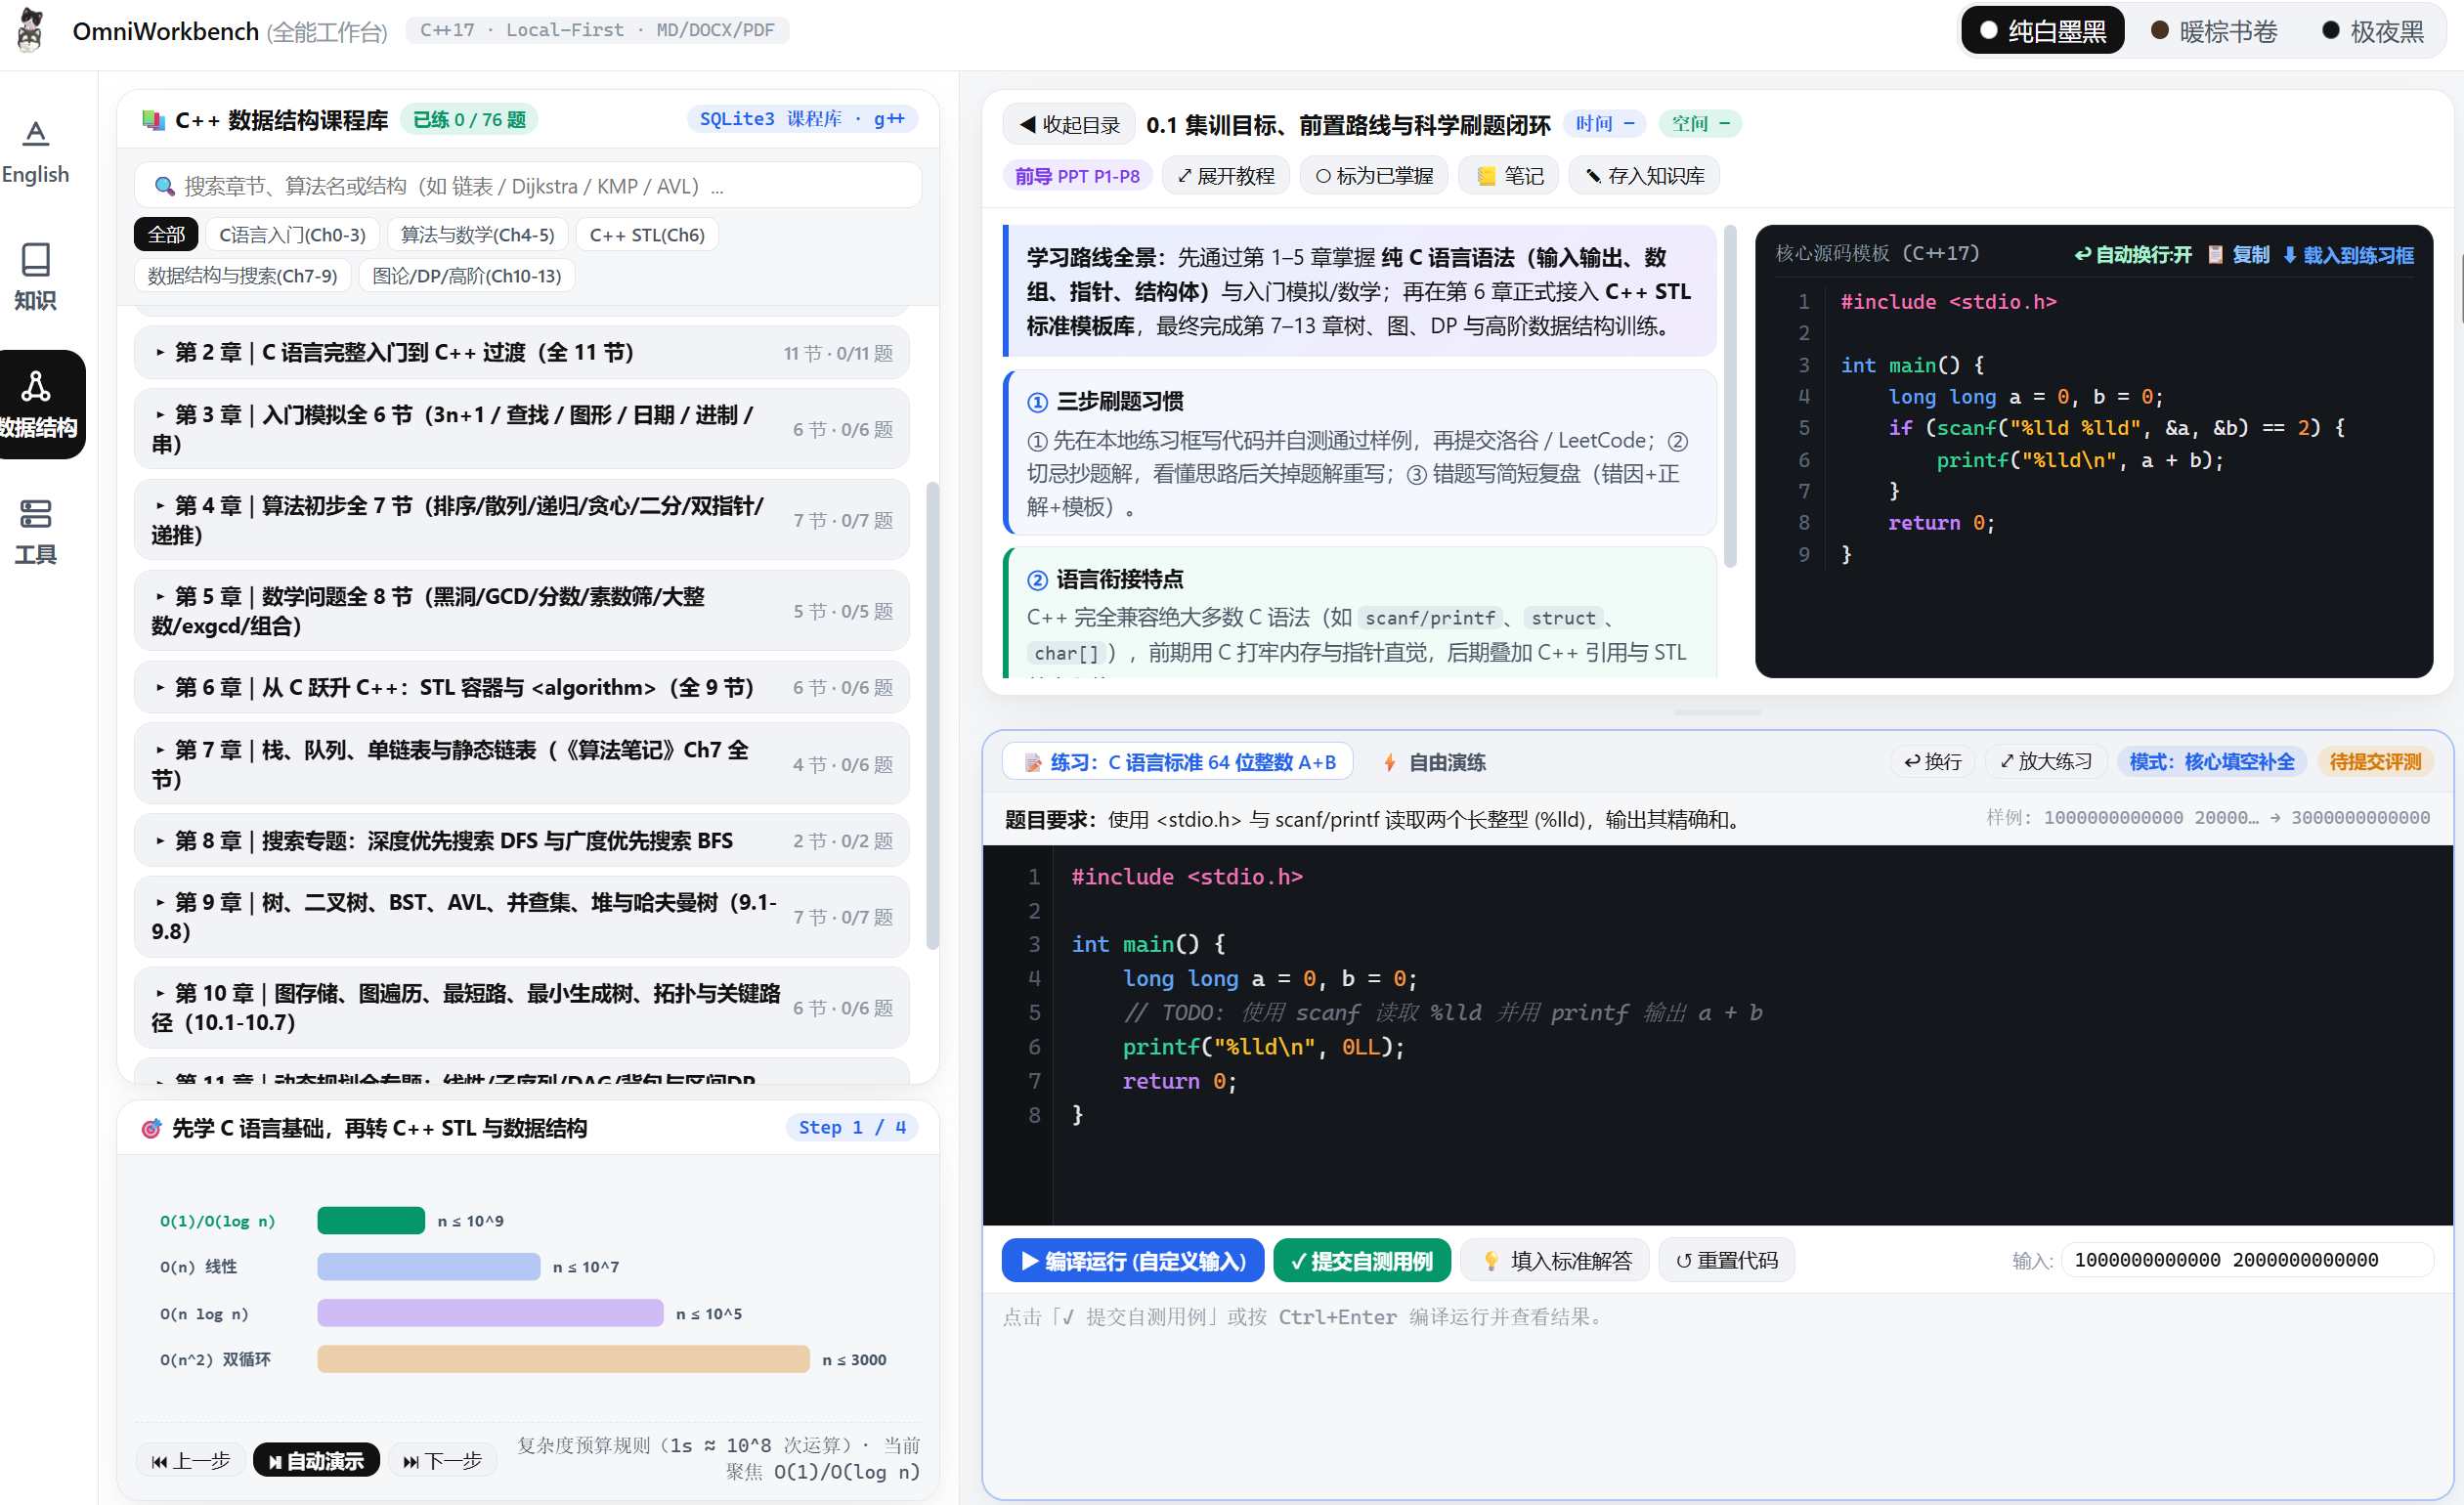 OmniWorkbench (全能工作台)
C++17 · Local-First · MD/DOCX/PDF
纯白墨黑
暖棕书卷
极夜黑
English
知识
数据结构
工具
C++ 数据结构课程库
已练 0 / 76 题
SQLite3 课程库 · g++
搜索章节、算法名或结构（如 链表 / Dijkstra / KMP / AVL）...
全部
C语言入门(Ch0-3)
算法与数学(Ch4-5)
C++ STL(Ch6)
数据结构与搜索(Ch7-9)
图论/DP/高阶(Ch10-13)
第 2 章 | C 语言完整入门到 C++ 过渡（全 11 节）
11 节 · 0/11 题
第 3 章 | 入门模拟全 6 节（3n+1 / 查找 / 图形 / 日期 / 进制 /
串）
6 节 · 0/6 题
第 4 章 | 算法初步全 7 节（排序/散列/递归/贪心/二分/双指针/
递推）
7 节 · 0/7 题
第 5 章 | 数学问题全 8 节（黑洞/GCD/分数/素数筛/大整
数/exgcd/组合）
5 节 · 0/5 题
第 6 章 | 从 C 跃升 C++：STL 容器与 <algorithm>（全 9 节）
6 节 · 0/6 题
第 7 章 | 栈、队列、单链表与静态链表（《算法笔记》Ch7 全
节）
4 节 · 0/6 题
第 8 章 | 搜索专题：深度优先搜索 DFS 与广度优先搜索 BFS
2 节 · 0/2 题
第 9 章 | 树、二叉树、BST、AVL、并查集、堆与哈夫曼树（9.1-
9.8）
7 节 · 0/7 题
第 10 章 | 图存储、图遍历、最短路、最小生成树、拓扑与关键路
径（10.1-10.7）
6 节 · 0/6 题
第 11 章 | 动态规划全专题：线性/子序列/DAG/背包与区间DP
先学 C 语言基础，再转 C++ STL 与数据结构
Step 1 / 4
O(1)/O(log n)
n ≤ 10^9
O(n) 线性
n ≤ 10^7
O(n log n)
n ≤ 10^5
O(n^2) 双循环
n ≤ 3000
上一步
自动演示
下一步
复杂度预算规则（1s ≈ 10^8 次运算）· 当前
聚焦 O(1)/O(log n)
◀ 收起目录
0.1 集训目标、前置路线与科学刷题闭环
时间 -
空间 -
前导 PPT P1-P8
⤢ 展开教程
○ 标为已掌握
笔记
存入知识库
学习路线全景：先通过第 1–5 章掌握 纯 C 语言语法（输入输出、数
组、指针、结构体）与入门模拟/数学；再在第 6 章正式接入 C++ STL
标准模板库，最终完成第 7–13 章树、图、DP 与高阶数据结构训练。
① 三步刷题习惯
① 先在本地练习框写代码并自测通过样例，再提交洛谷 / LeetCode；②
切忌抄题解，看懂思路后关掉题解重写；③ 错题写简短复盘（错因+正
解+模板）。
② 语言衔接特点
C++ 完全兼容绝大多数 C 语法（如 scanf/printf、struct、
char[]），前期用 C 打牢内存与指针直觉，后期叠加 C++ 引用与 STL
核心源码模板 (C++17)
↩ 自动换行:开
复制
⬇ 载入到练习框
1 #include <stdio.h>
2
3 int main() {
4 long long a = 0, b = 0;
5 if (scanf("%lld %lld", &a, &b) == 2) {
6 printf("%lld\n", a + b);
7 }
8 return 0;
9 }
练习：C 语言标准 64 位整数 A+B
自由演练
↩ 换行
⤢ 放大练习
模式：核心填空补全
待提交评测
题目要求：使用 <stdio.h> 与 scanf/printf 读取两个长整型 (%lld)，输出其精确和。
样例: 1000000000000 20000… → 3000000000000
1 #include <stdio.h>
2
3 int main() {
4 long long a = 0, b = 0;
5 // TODO: 使用 scanf 读取 %lld 并用 printf 输出 a + b
6 printf("%lld\n", 0LL);
7 return 0;
8 }
▶ 编译运行 (自定义输入)
✓ 提交自测用例
填入标准解答
↺ 重置代码
输入:
1000000000000 2000000000000
点击「✓ 提交自测用例」或按 Ctrl+Enter 编译运行并查看结果。